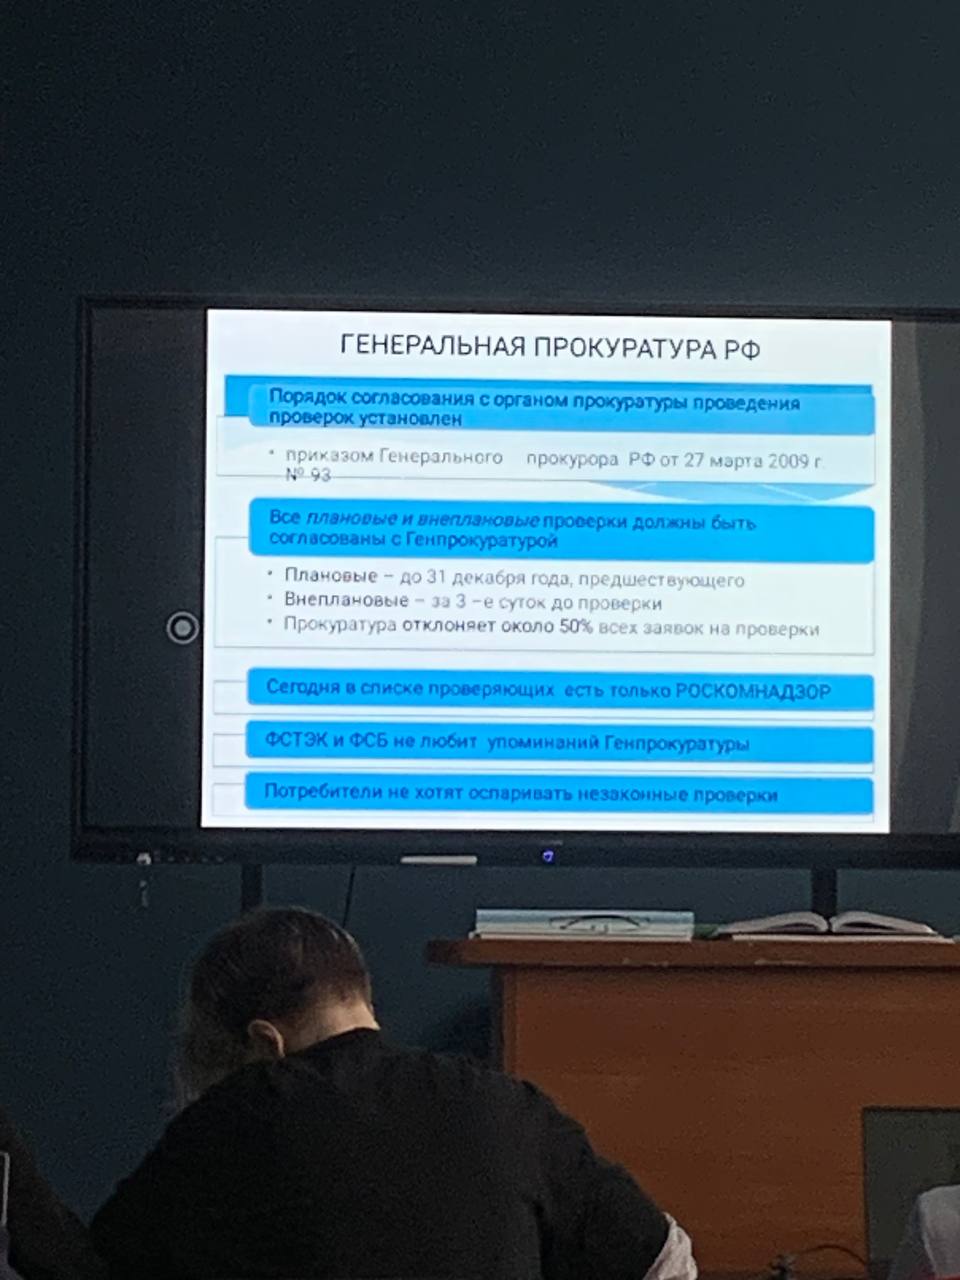 ГЕНЕРАЛЬНАЯ ПРОКУРАТУРА РФ
Порядок согласования с органом прокуратуры проведения
проверок установлен
• приказом Генерального прокурора РФ от 27 марта 2009 г.
№ 93
Все плановые и внеплановые проверки должны быть
согласованы с Генпрокуратурой
• Плановые – до 31 декабря года, предшествующего
• Внеплановые – за 3 –е суток до проверки
• Прокуратура отклоняет около 50% всех заявок на проверки
Сегодня в списке проверяющих есть только РОСКОМНАДЗОР
ФСТЭК и ФСБ не любит упоминаний Генпрокуратуры
Потребители не хотят оспаривать незаконные проверки